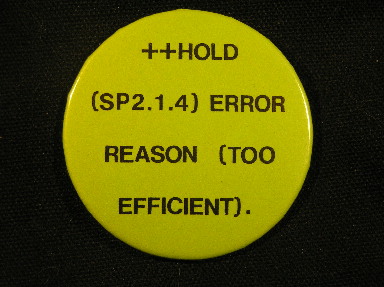 ++HOLD
(SP2.1.4) ERROR
REASON (TOO
EFFICIENT).